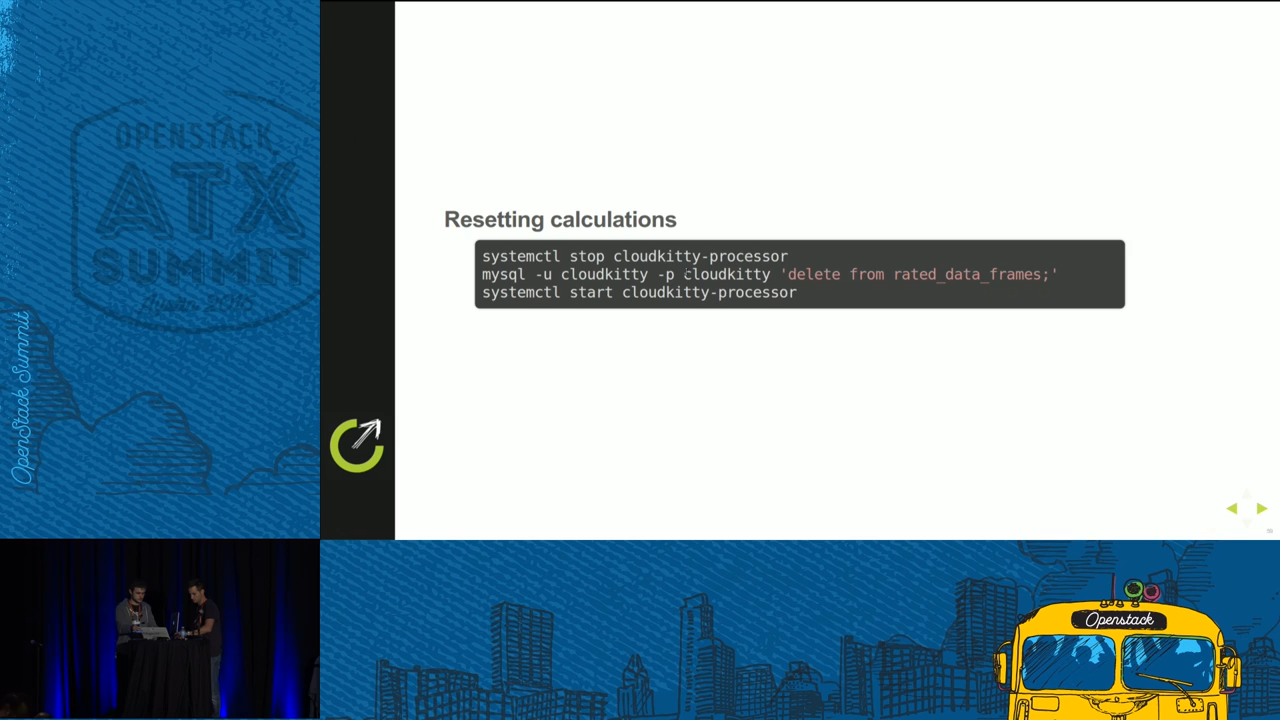 OPENSTACK
ATX
SUMMIT
Austin
OpenStack Summit
Resetting calculations
systemctl stop cloudkitty-processor
mysql -u cloudkitty -p cloudkitty 'delete from rated_data_frames;'
systemctl start cloudkitty-processor
Openstack